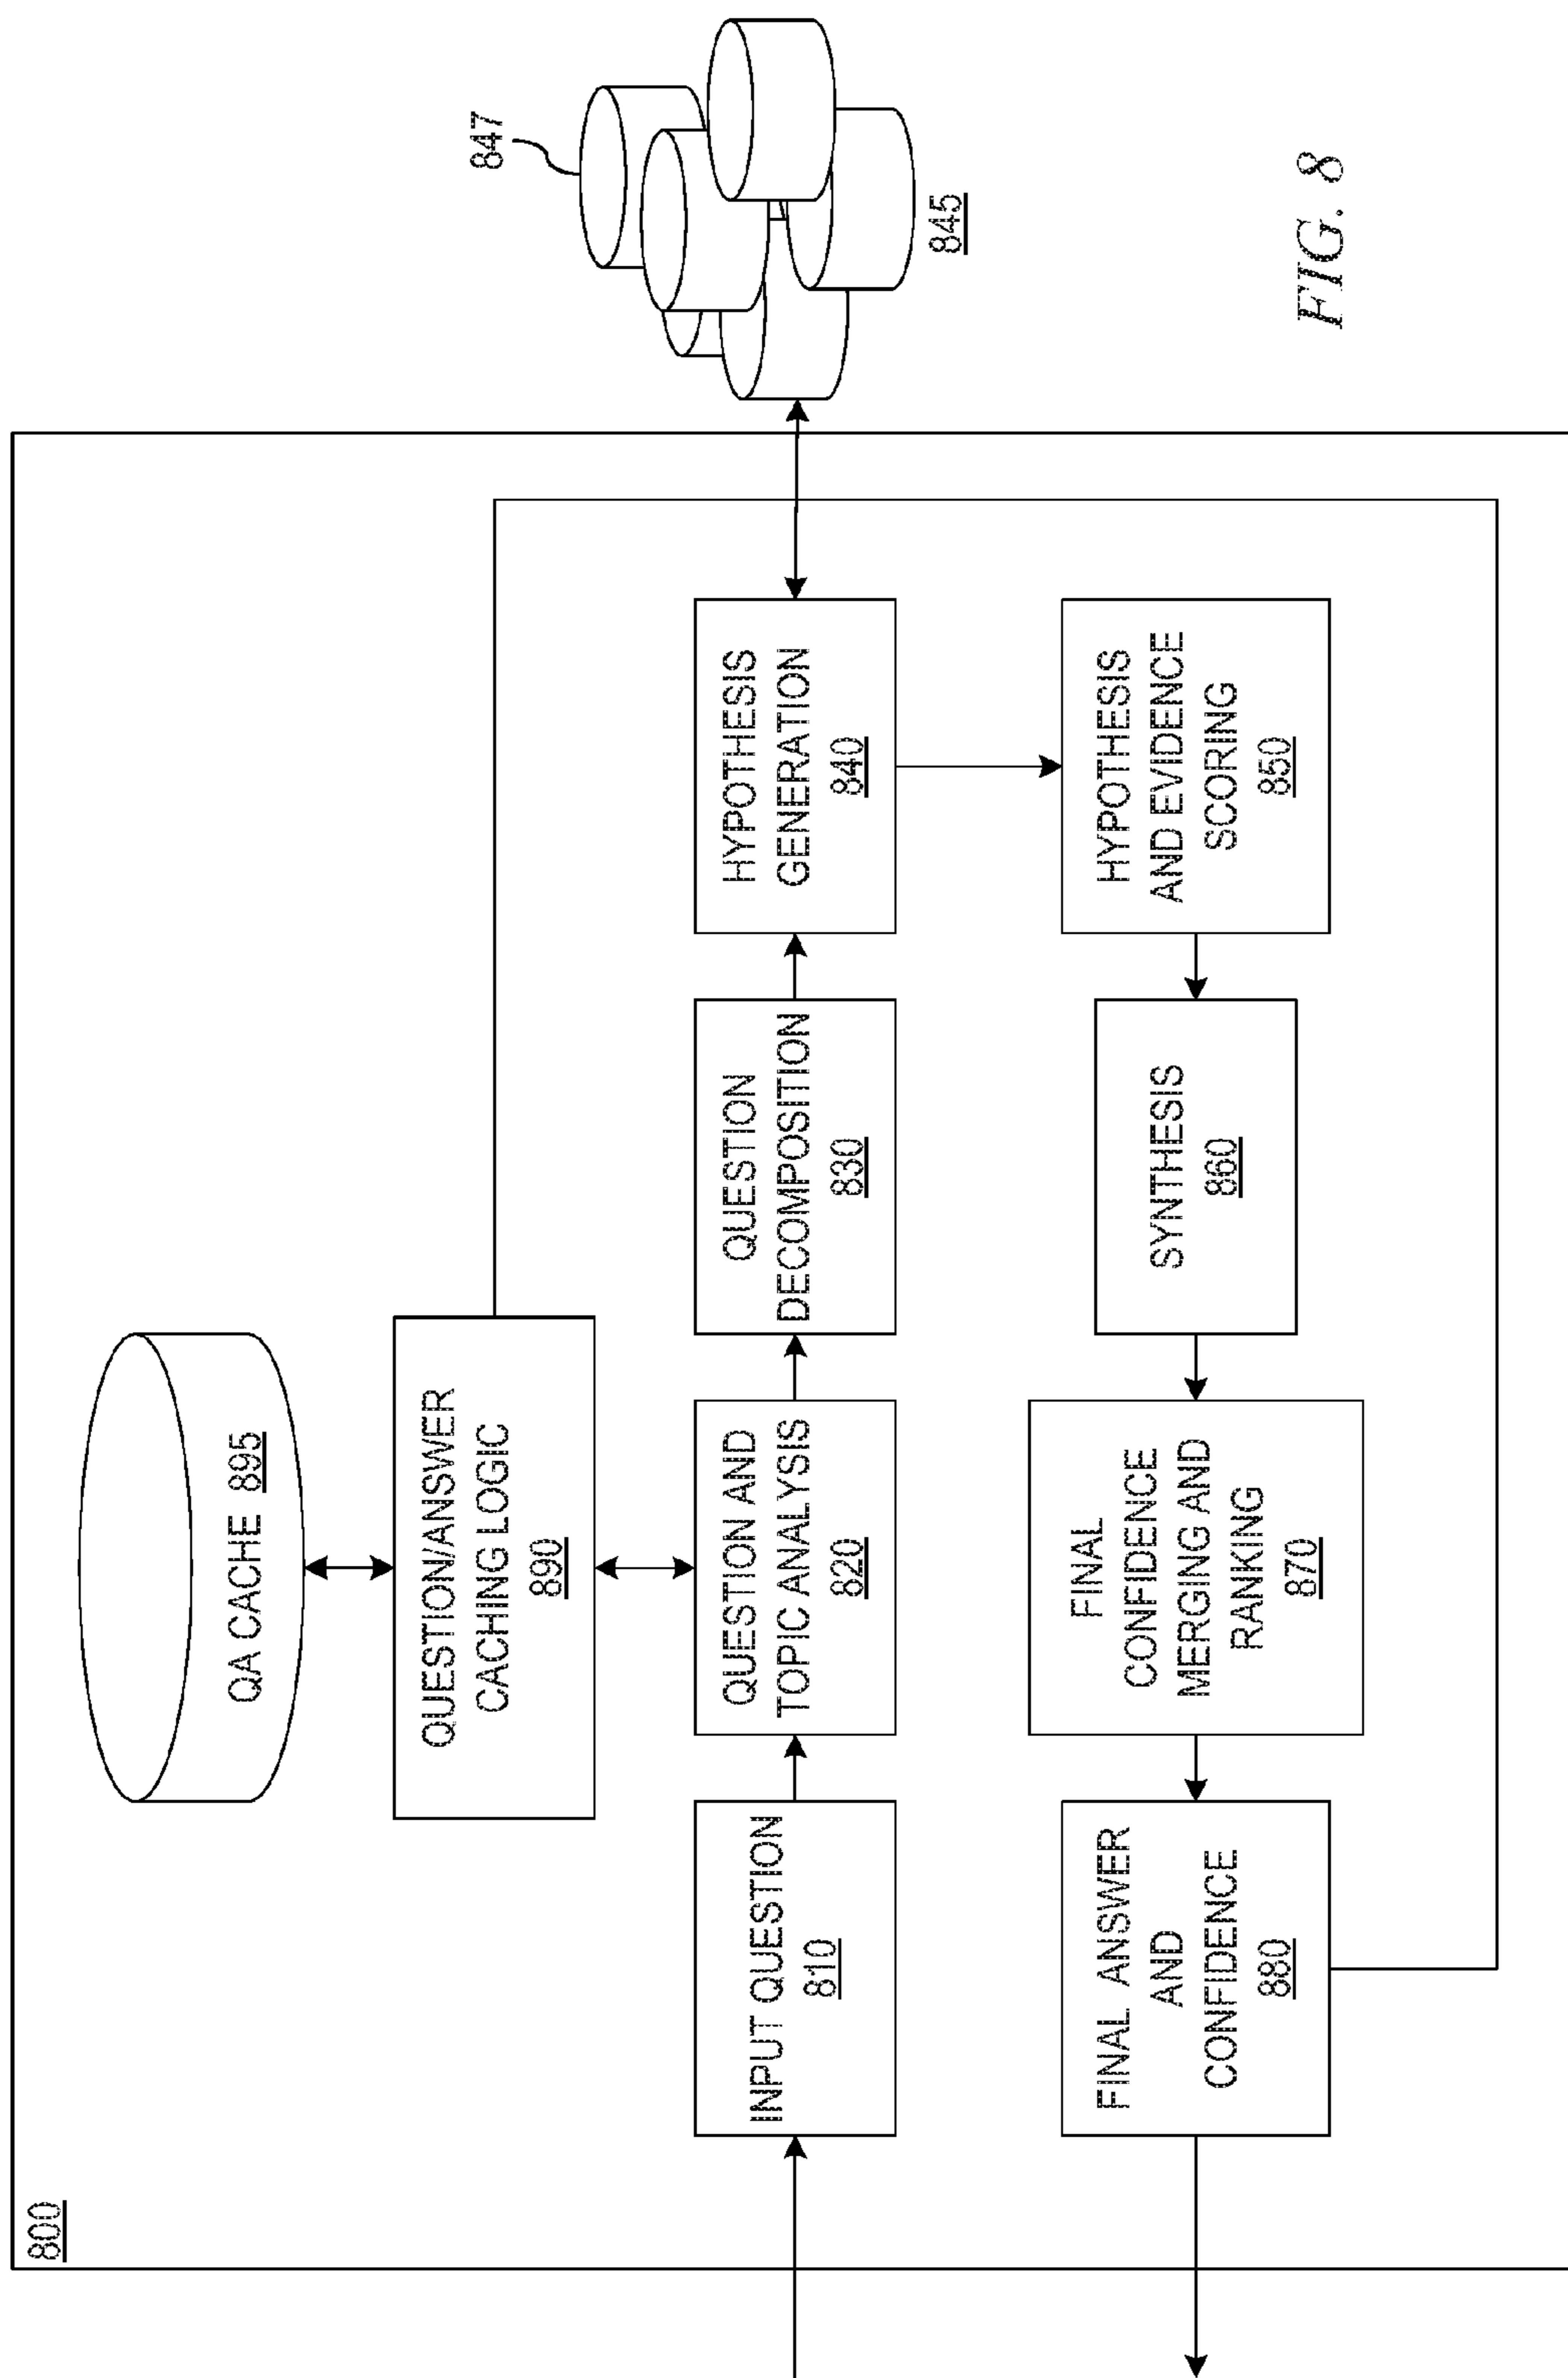 800
QA CACHE 895
847
QUESTION/ANSWER
CACHING LOGIC
890
INPUT QUESTION
810
QUESTION AND
TOPIC ANALYSIS
820
QUESTION
DECOMPOSITION
830
HYPOTHESIS
GENERATION
840
845
FINAL ANSWER
AND
CONFIDENCE
880
FINAL
CONFIDENCE
MERGING AND
RANKING
870
SYNTHESIS
860
HYPOTHESIS
AND EVIDENCE
SCORING
850
FIG. 8